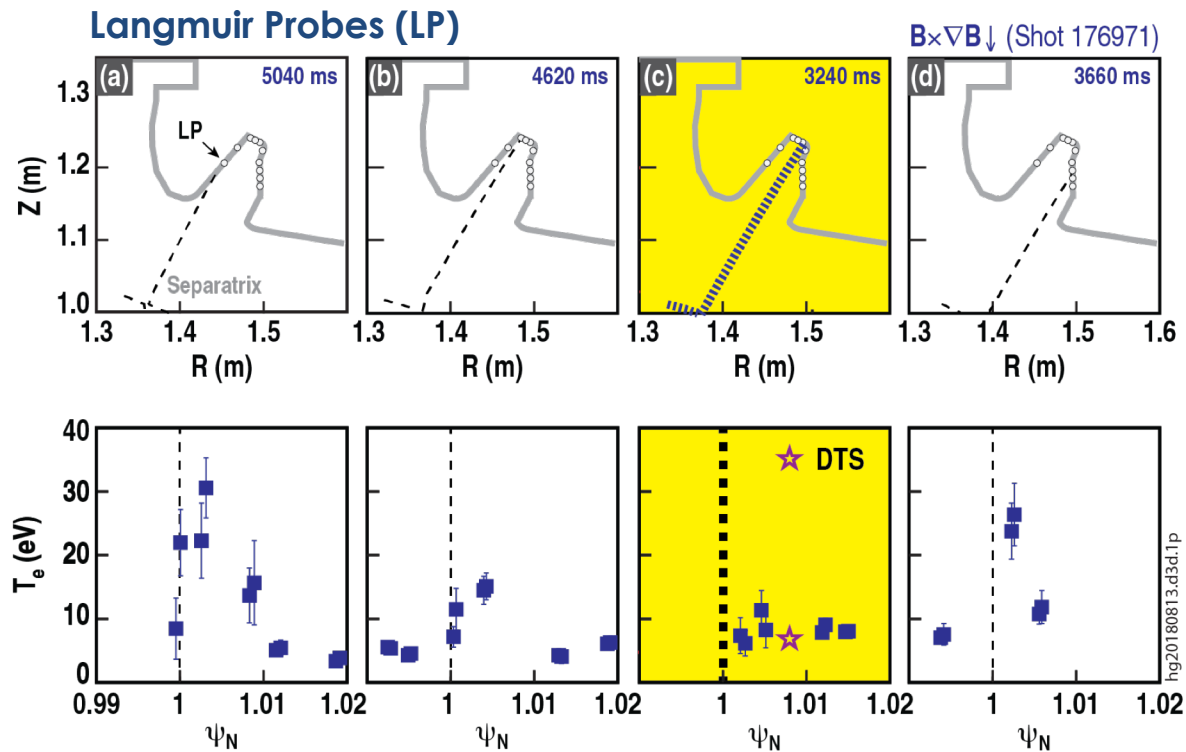 Langmuir Probes (LP)
B×∇B↓ (Shot 176971)
(a) 5040 ms
(b) 4620 ms
(c) 3240 ms
(d) 3660 ms
LP
Separatrix
Z (m)
1.3
1.2
1.1
1.0
1.3 1.4 1.5 1.3 1.4 1.5 1.3 1.4 1.5 1.3 1.4 1.5 1.6
R (m) R (m) R (m) R (m)
T_e (eV)
40
30
20
10
0
DTS
0.99 1 1.01 1.02 1 1.01 1.02 1 1.01 1.02 1 1.01 1.02
ψ_N ψ_N ψ_N ψ_N
hg20180813.d3d.1p